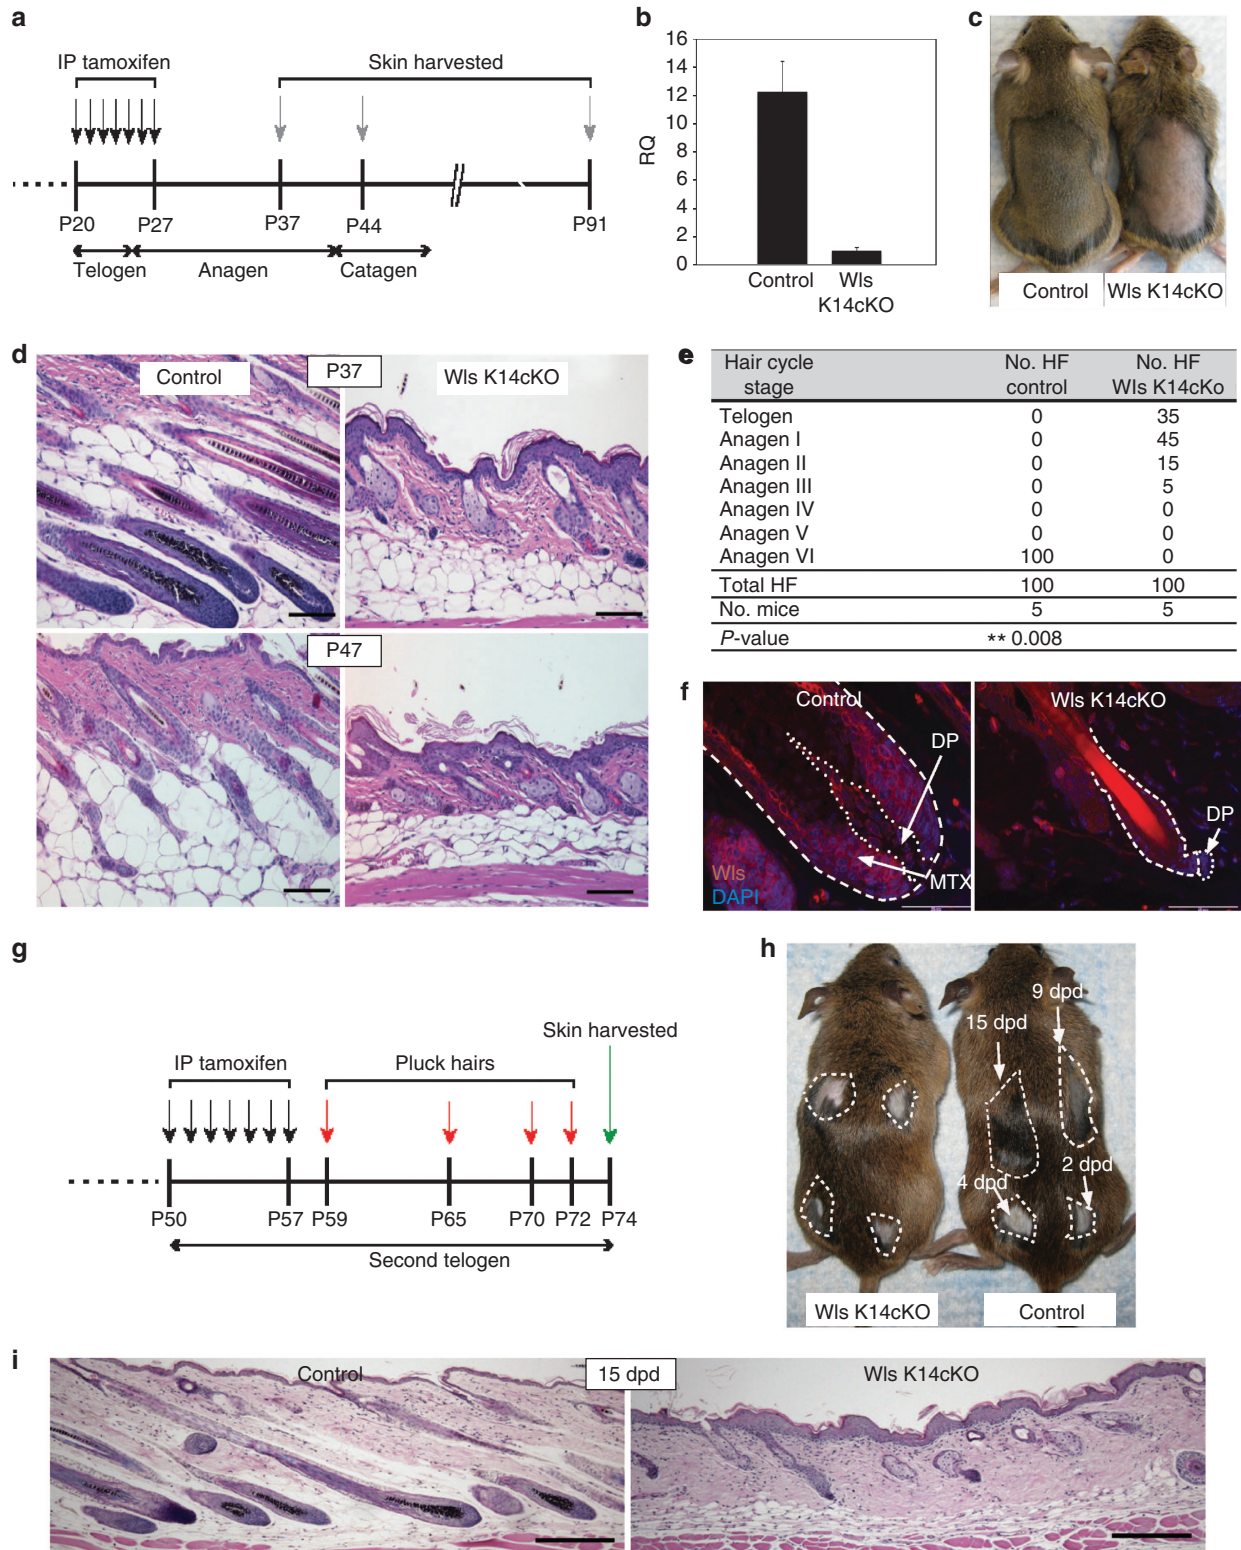 a
IP tamoxifen
Skin harvested
P20
P27
P37
P44
P91
Telogen
Anagen
Catagen
b
16
14
12
10
8
6
4
2
0
RQ
Control
Wls
K14cKO
c
Control
Wls K14cKO
d
Control
P37
Wls K14cKO
P47
e
Hair cycle stage No. HF control No. HF Wls K14cKo
Telogen 0 35
Anagen I 0 45
Anagen II 0 15
Anagen III 0 5
Anagen IV 0 0
Anagen V 0 0
Anagen VI 100 0
Total HF 100 100
No. mice 5 5
P-value ** 0.008
f
Control
DP
MTX
Wls
DAPI
Wls K14cKO
DP
g
IP tamoxifen
Pluck hairs
Skin harvested
P50
P57
P59
P65
P70
P72
P74
Second telogen
h
9 dpd
15 dpd
2 dpd
4 dpd
Wls K14cKO
Control
i
Control
15 dpd
Wls K14cKO